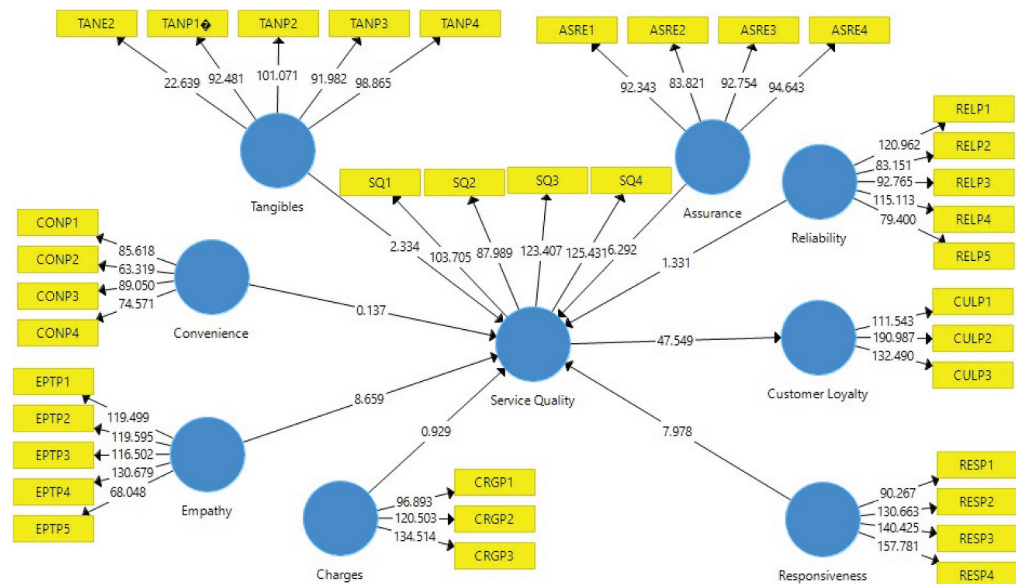 TANE2
TANP1�
TANP2
TANP3
TANP4
22.639
92.481
101.071
91.982
98.865
Tangibles
ASRE1
ASRE2
ASRE3
ASRE4
92.343
83.821
92.754
94.643
Assurance
RELP1
RELP2
RELP3
RELP4
RELP5
120.962
83.151
92.765
115.113
79.400
Reliability
SQ1
SQ2
SQ3
SQ4
2.334
103.705
87.989
123.407
125.431
6.292
1.331
CONP1
CONP2
CONP3
CONP4
85.618
63.319
89.050
74.571
Convenience
0.137
Service Quality
47.549
CULP1
CULP2
CULP3
111.543
190.987
132.490
Customer Loyalty
EPTP1
EPTP2
EPTP3
EPTP4
EPTP5
119.499
119.595
116.502
130.679
68.048
Empathy
8.659
0.929
7.978
CRGP1
CRGP2
CRGP3
96.893
120.503
134.514
Charges
RESP1
RESP2
RESP3
RESP4
90.267
130.663
140.425
157.781
Responsiveness